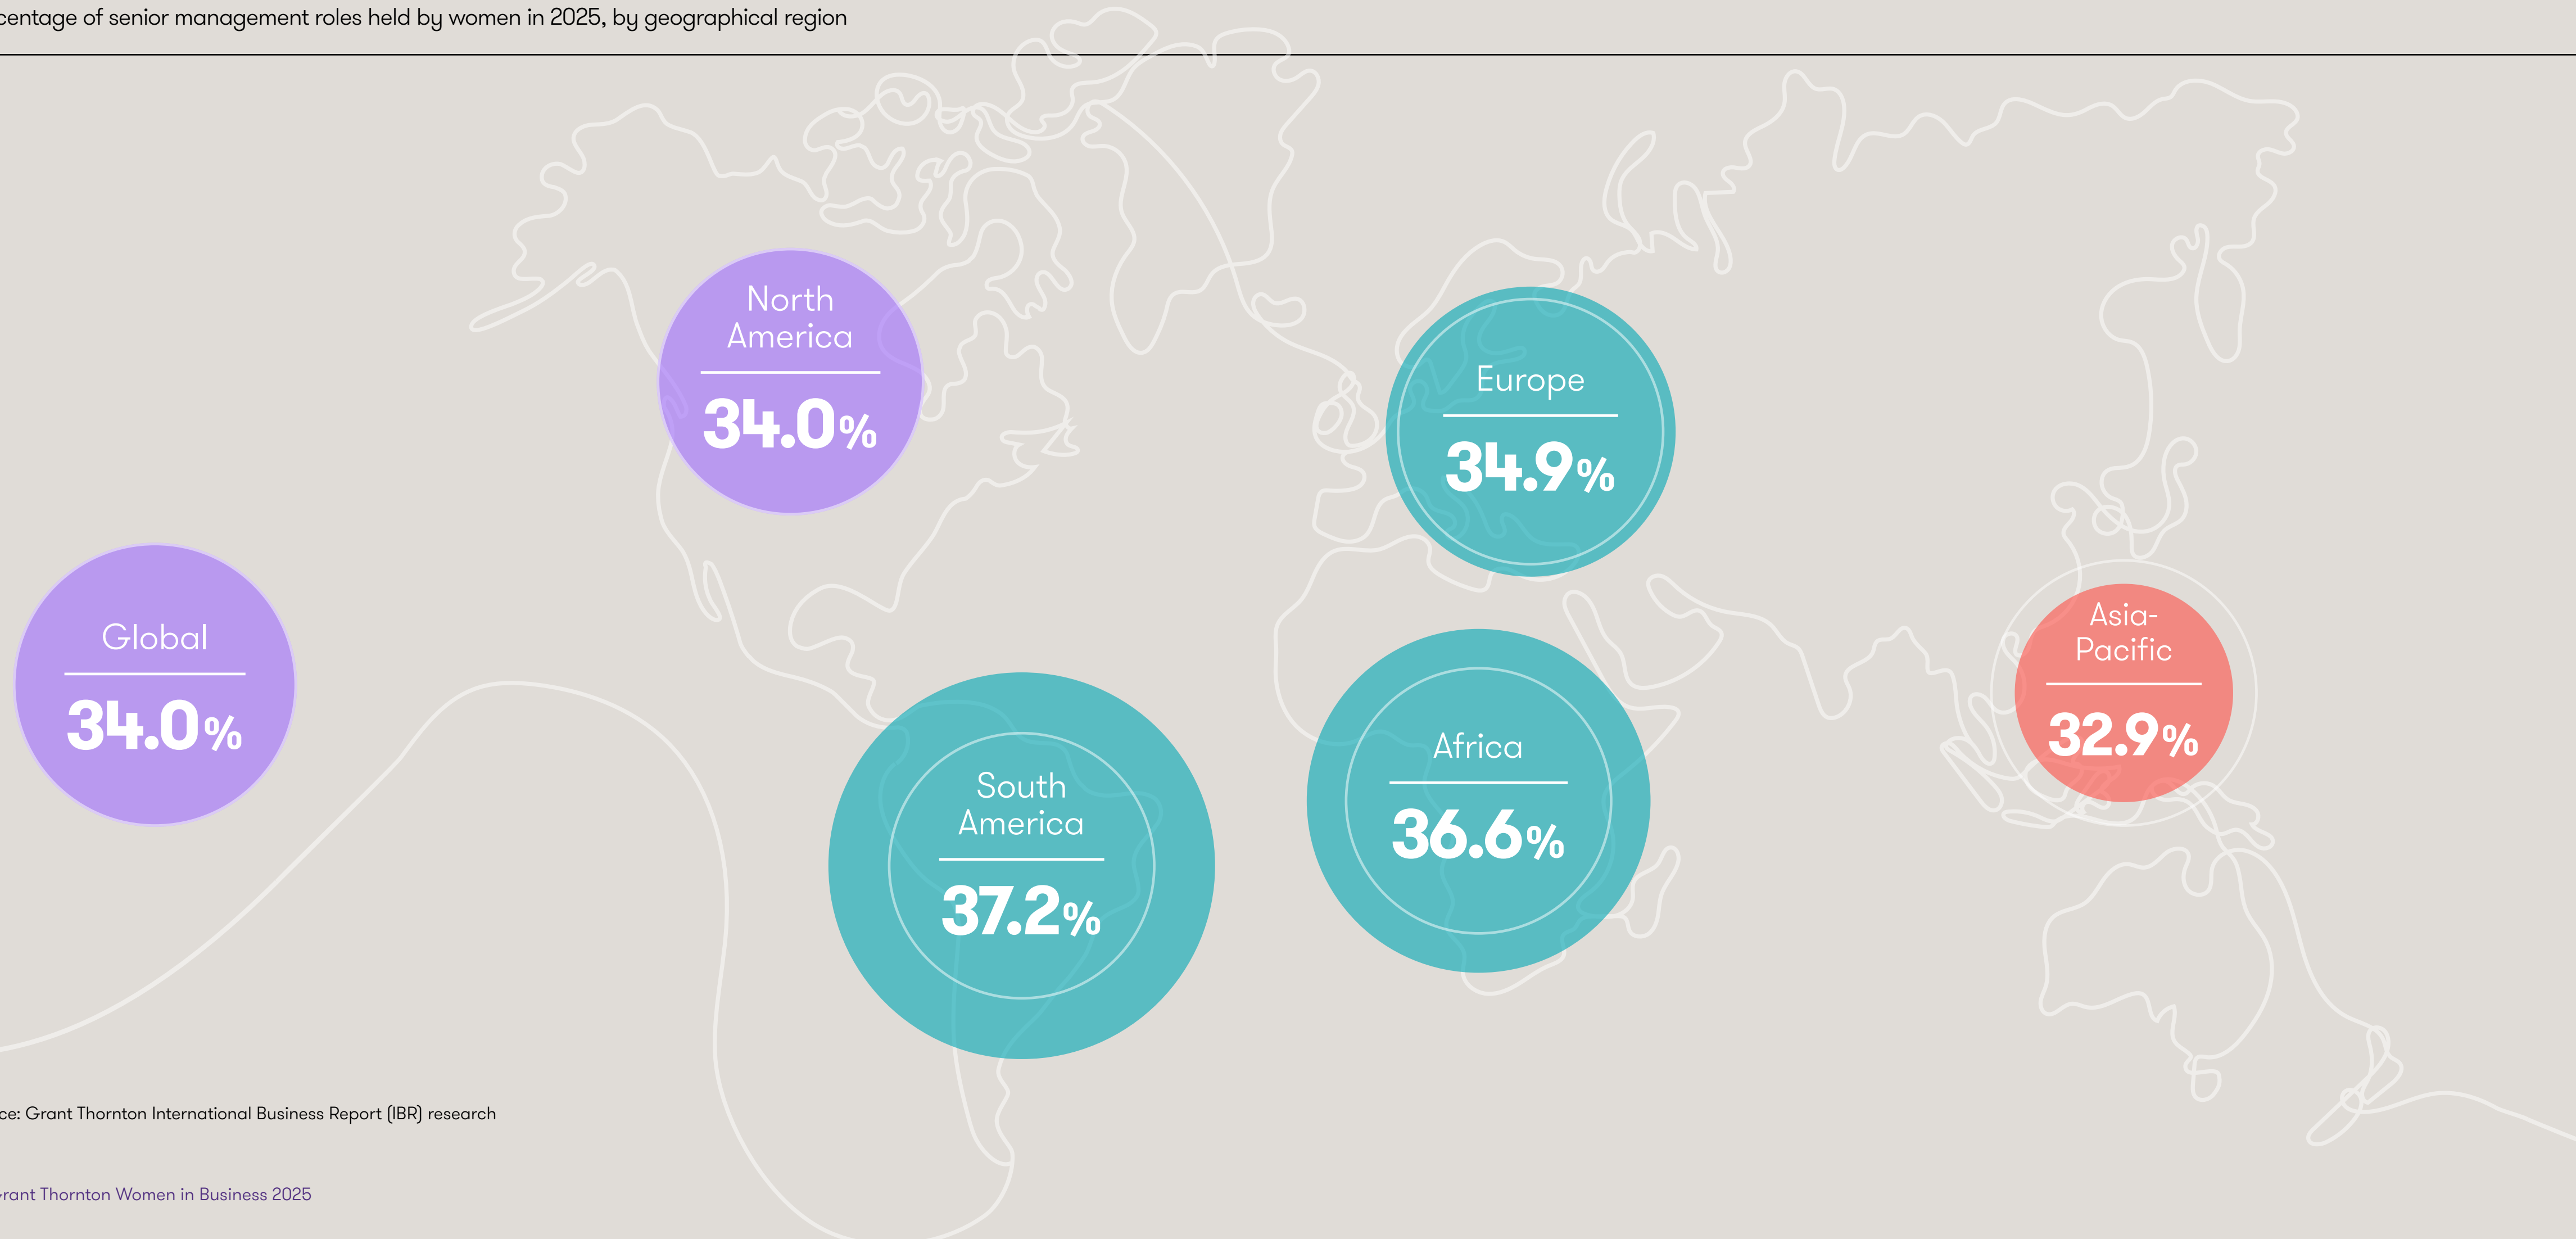 centage of senior management roles held by women in 2025, by geographical region
North
America
34.0%
Europe
34.9%
Global
34.0%
Asia-
Pacific
32.9%
South
America
37.2%
Africa
36.6%
ce: Grant Thornton International Business Report (IBR) research
Grant Thornton Women in Business 2025